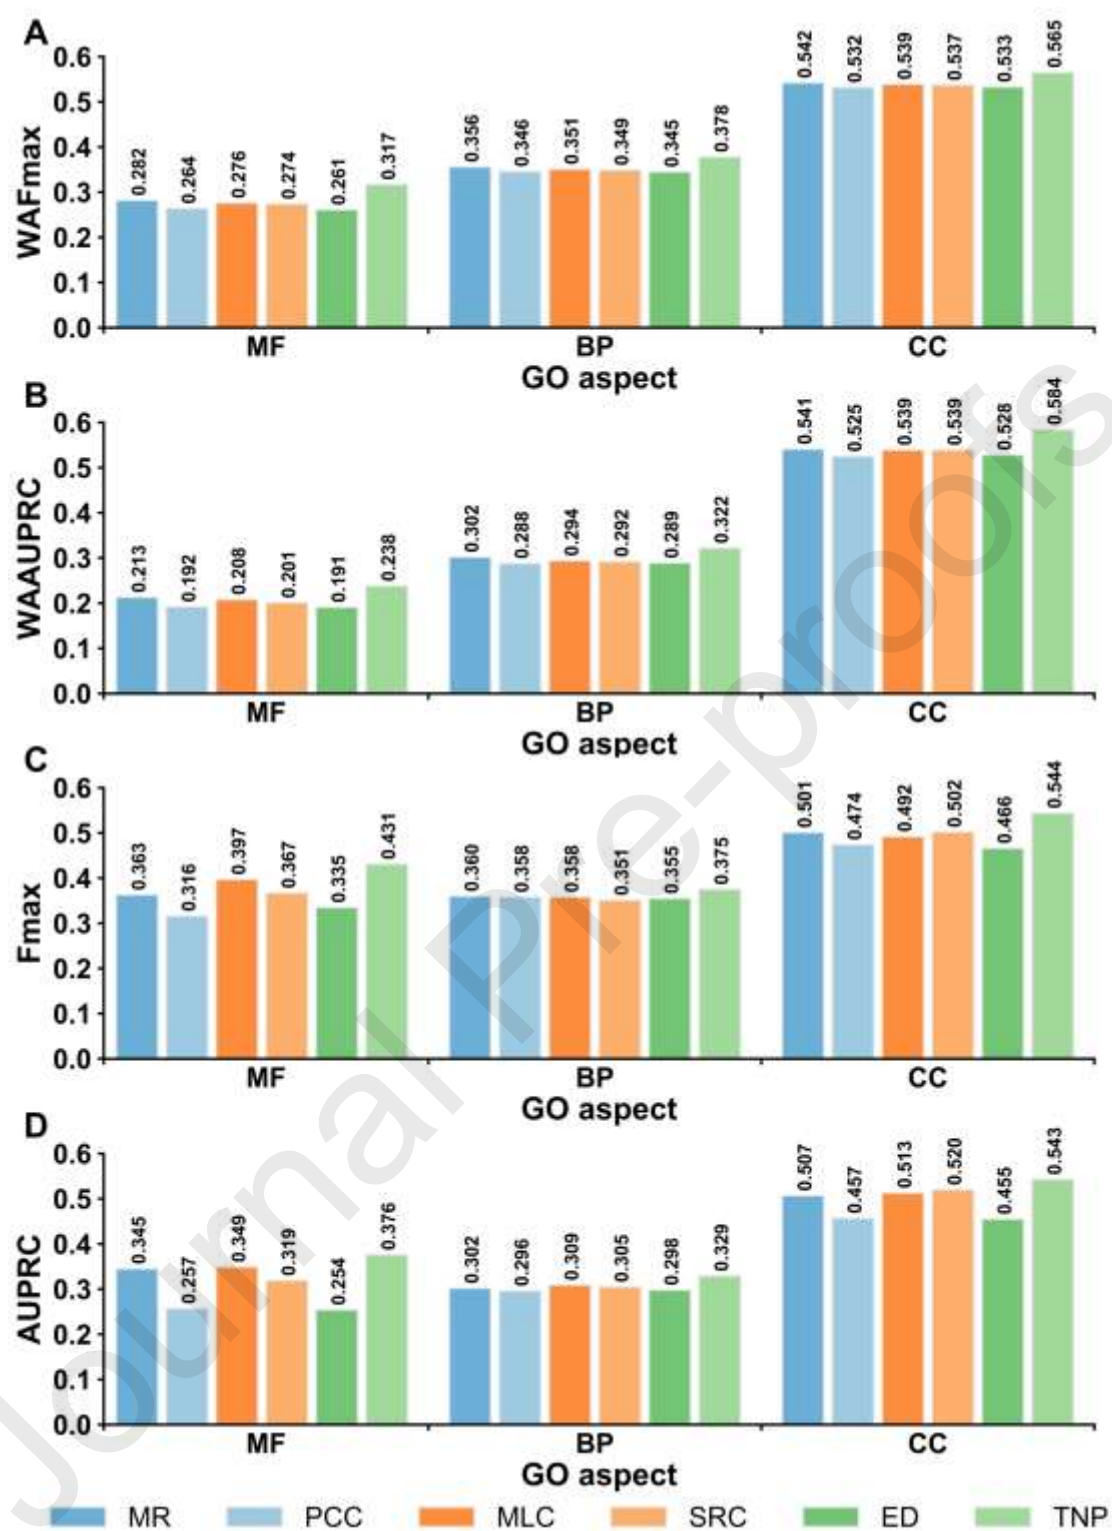 A
0.6
0.5
0.4
0.3
0.2
0.1
0.0
WAFmax
0.282 0.264 0.276 0.274 0.261 0.317
0.356 0.346 0.351 0.349 0.345 0.378
0.542 0.532 0.539 0.537 0.533 0.565
MF BP CC
GO aspect
B
0.6
0.5
0.4
0.3
0.2
0.1
0.0
WAAUPRC
0.213 0.192 0.208 0.201 0.191 0.238
0.302 0.288 0.294 0.292 0.289 0.322
0.541 0.525 0.539 0.539 0.528 0.584
MF BP CC
GO aspect
C
0.6
0.5
0.4
0.3
0.2
0.1
0.0
Fmax
0.363 0.316 0.397 0.367 0.335 0.431
0.360 0.358 0.358 0.351 0.355 0.375
0.501 0.474 0.492 0.502 0.466 0.544
MF BP CC
GO aspect
D
0.6
0.5
0.4
0.3
0.2
0.1
0.0
AUPRC
0.345 0.257 0.349 0.319 0.254 0.376
0.302 0.296 0.309 0.305 0.298 0.329
0.507 0.457 0.513 0.520 0.455 0.543
MF BP CC
GO aspect
MR PCC MLC SRC ED TNP
Journal Pre-proofs